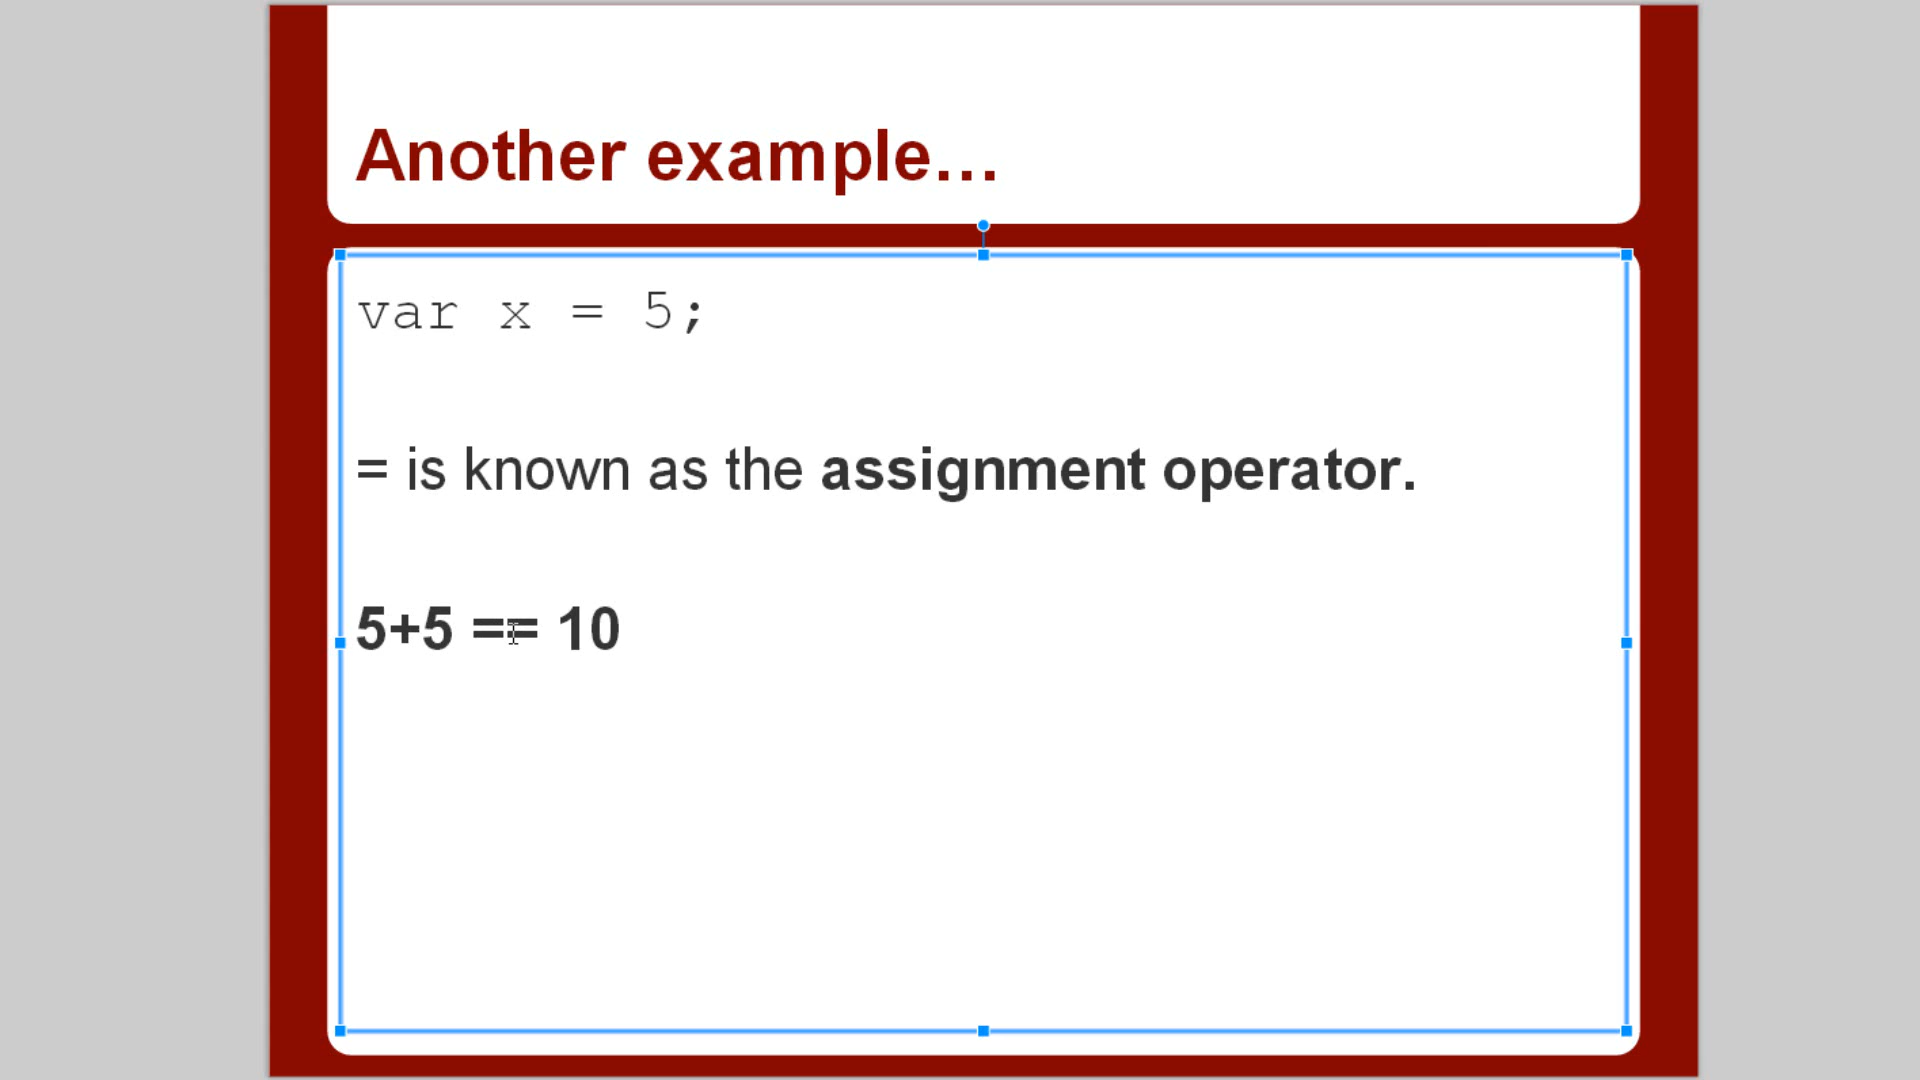 Another example...
var x = 5;
= is known as the assignment operator.
5+5 == 10